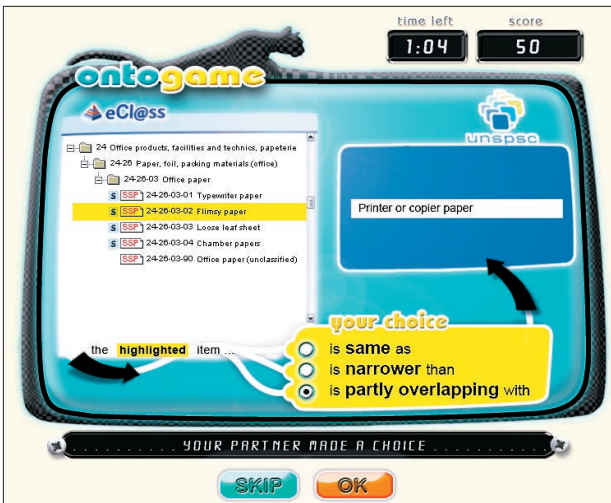 time left
score
1:04
50
ontogame
eCl@ss
unspsc
24 Office products, facilities and technics, papeterie
24-26 Paper, foil, packing materials (office)
24-26-03 Office paper
S SSP 24-26-03-01 Typewriter paper
S SSP 24-26-03-02 Flimsy paper
S SSP 24-26-03-03 Loose leaf sheet
S SSP 24-26-03-04 Chamber papers
SSP 24-26-03-90 Office paper (unclassified)
Printer or copier paper
your choice
the highlighted item ...
is same as
is narrower than
is partly overlapping with
YOUR PARTNER MADE A CHOICE
SKIP
OK